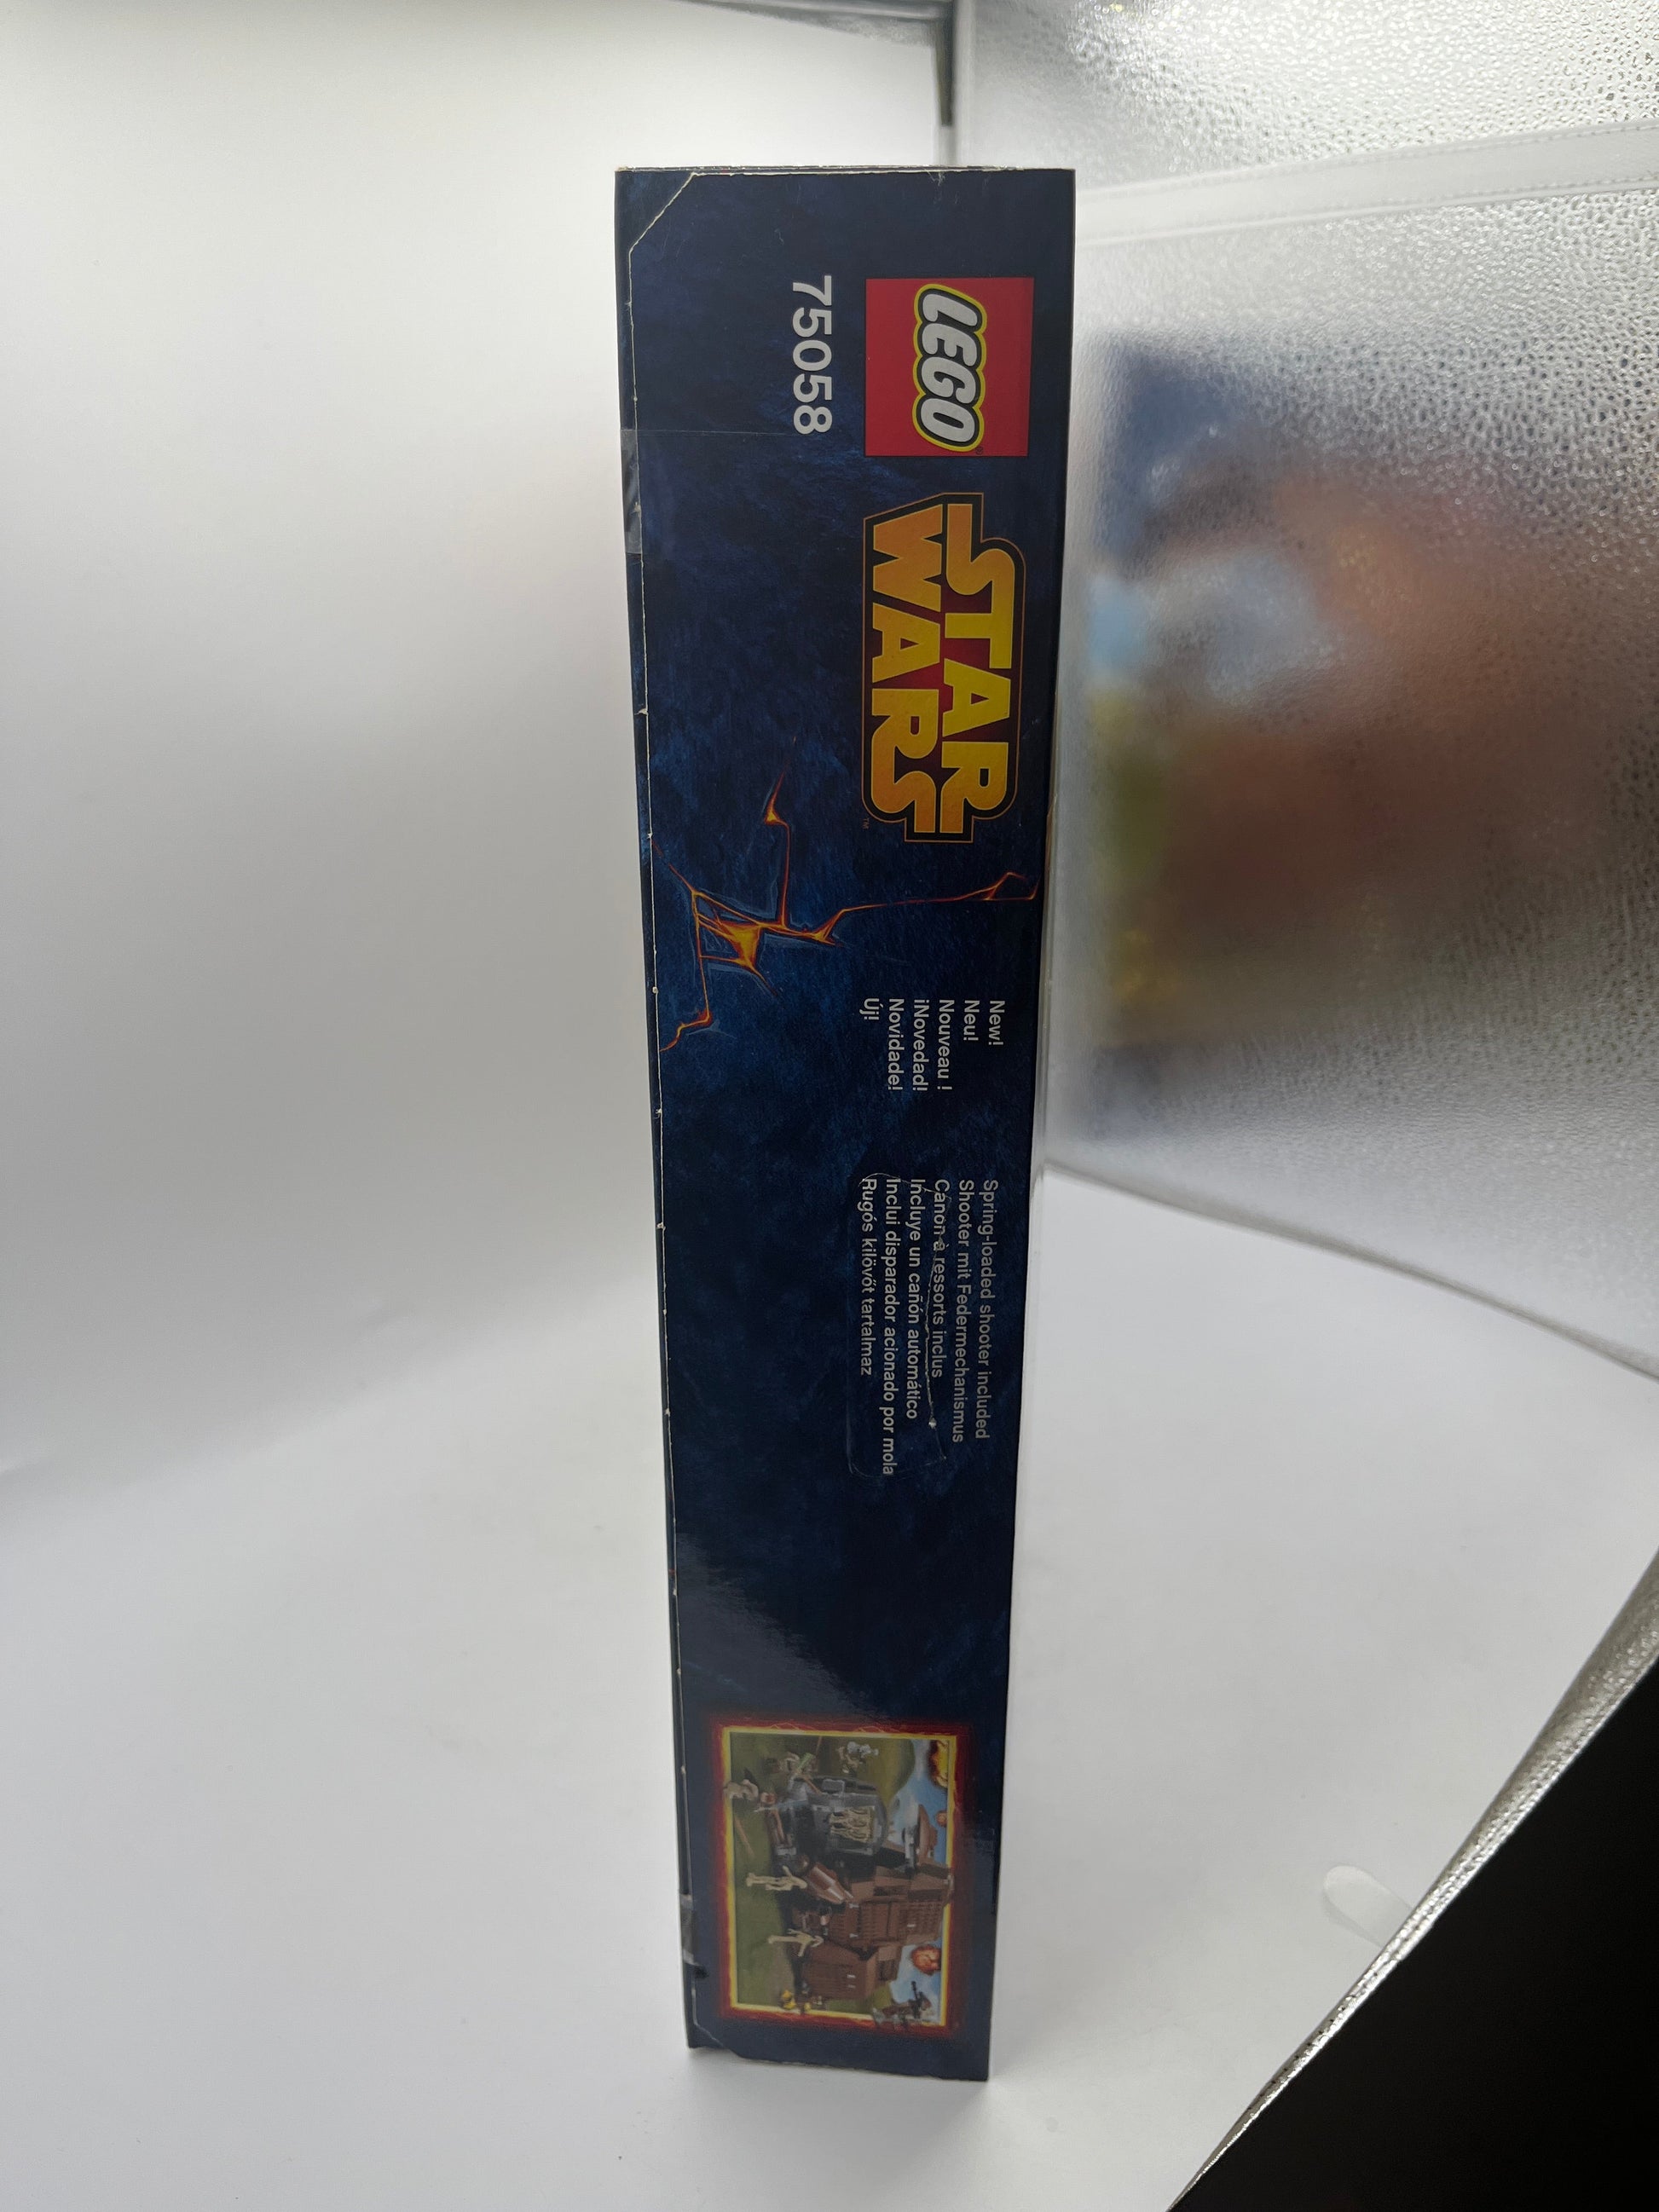 LEGO®
STAR
WARS™
75058
New!
Neu!
Nouveau !
¡Novedad!
Novidade!
Új!
Spring-loaded shooter included
Shooter mit Federmechanismus
Canon à ressorts inclus
Incluye un cañón automático
Inclui disparador acionado por mola
Rugós kilövőt tartalmaz